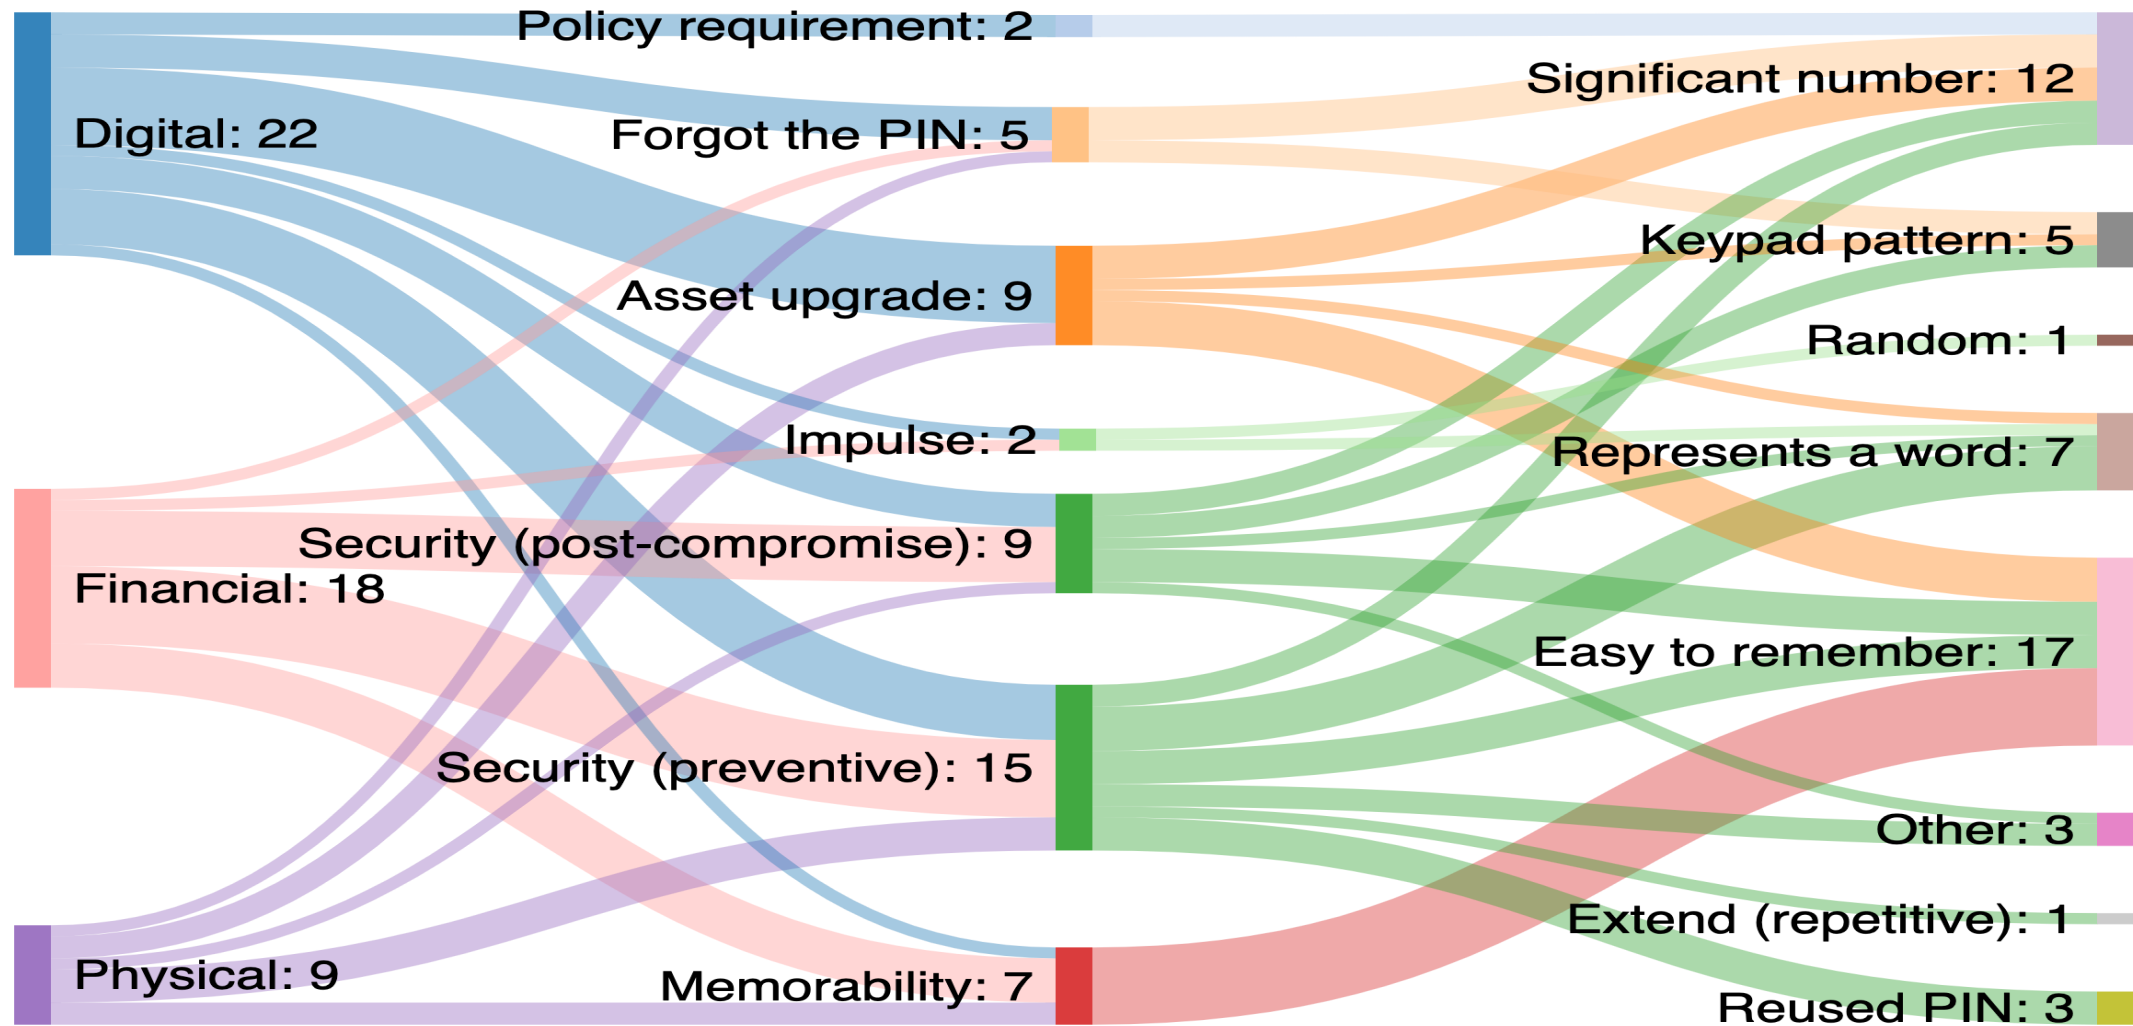 Digital: 22
Financial: 18
Physical: 9
Policy requirement: 2
Forgot the PIN: 5
Asset upgrade: 9
Impulse: 2
Security (post-compromise): 9
Security (preventive): 15
Memorability: 7
Significant number: 12
Keypad pattern: 5
Random: 1
Represents a word: 7
Easy to remember: 17
Other: 3
Extend (repetitive): 1
Reused PIN: 3